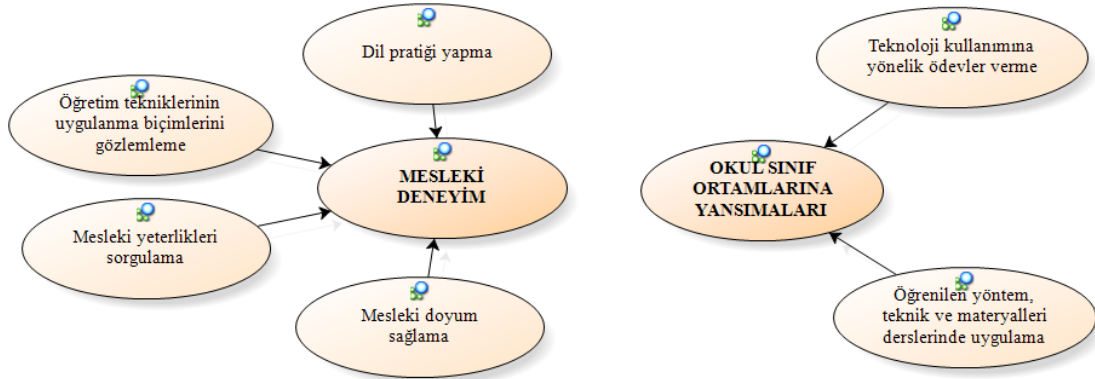 Dil pratiği yapma
Öğretim tekniklerinin
uygulanma biçimlerini
gözlemleme
MESLEKİ
DENEYİM
Mesleki yeterlikleri
sorgulama
Mesleki doyum
sağlama
Teknoloji kullanımına
yönelik ödevler verme
OKUL SINIF
ORTAMLARINA
YANSIMALARI
Öğrenilen yöntem,
teknik ve materyalleri
derslerinde uygulama